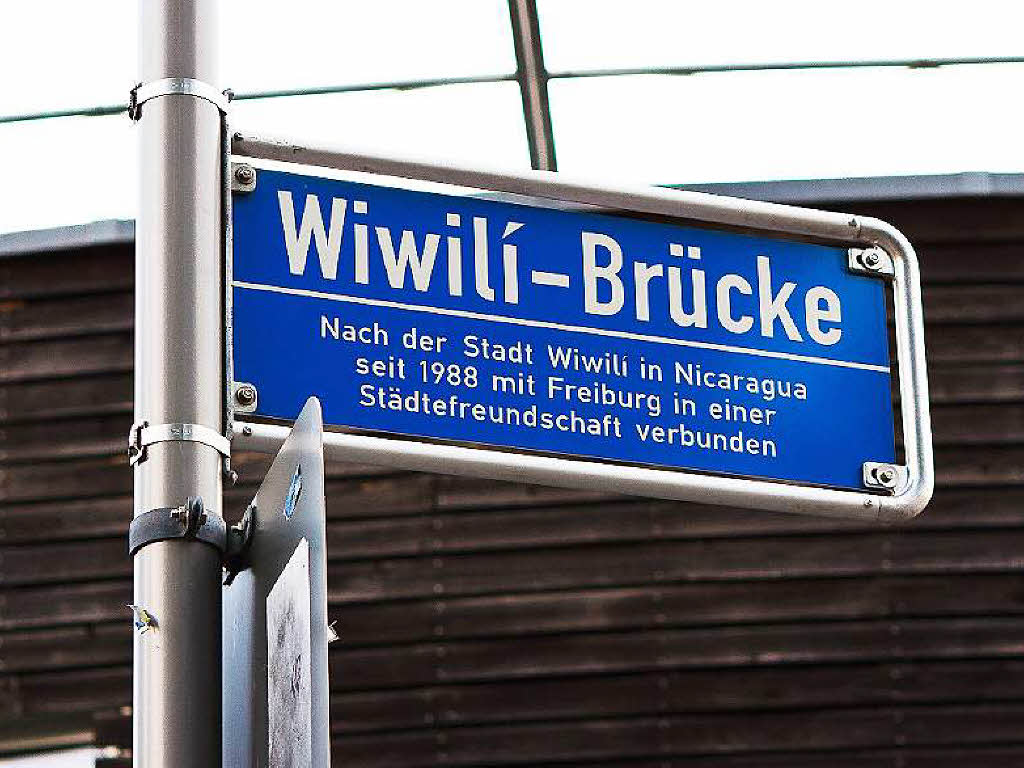 Wiwilí-Brücke
Nach der Stadt Wiwilí in Nicaragua
seit 1988 mit Freiburg in einer
Städtefreundschaft verbunden